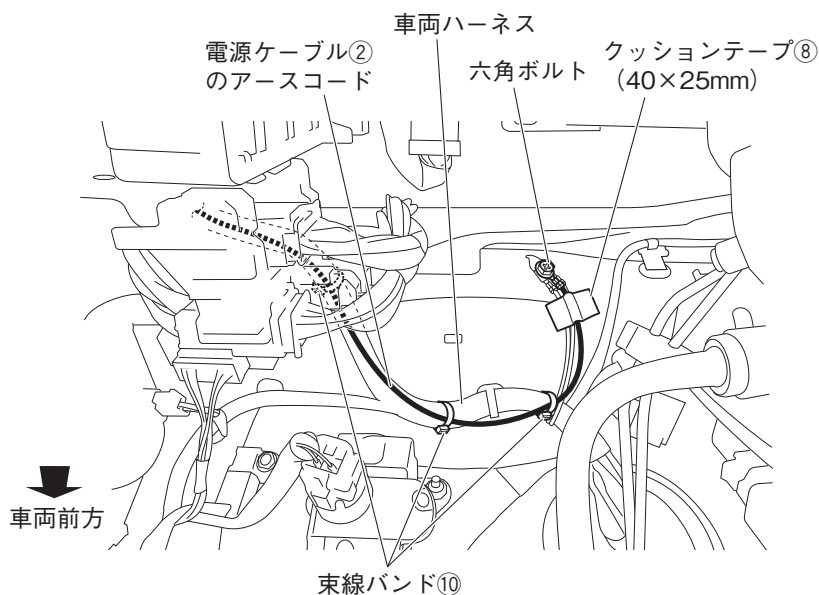 車両ハーネス
電源ケーブル②
のアースコード
六角ボルト
クッションテープ⑧
（40×25mm）
車両前方
束線バンド⑩